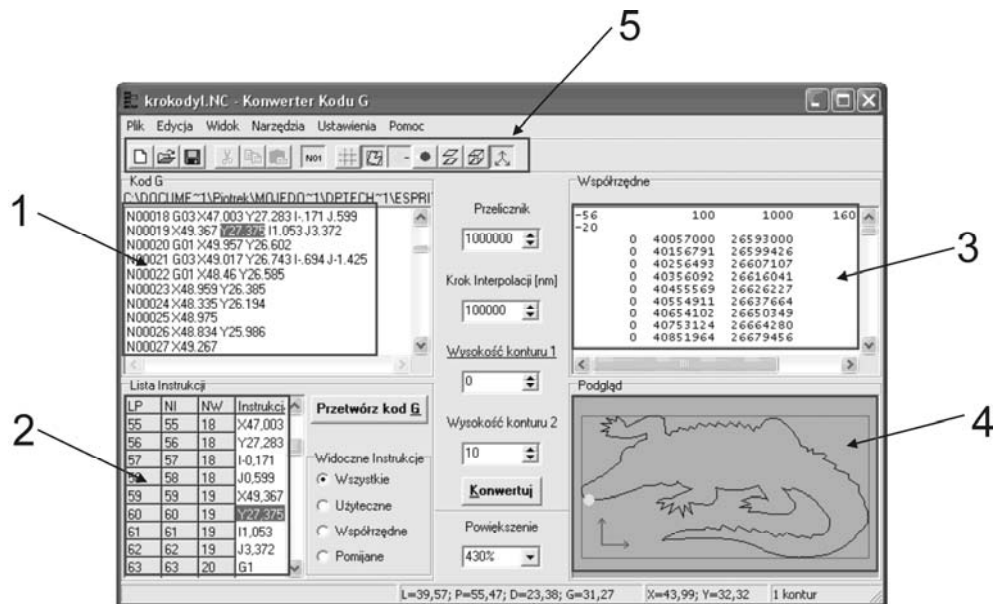 5
krokodyl.NC - Konwerter Kodu G
Plik Edycja Widok Narzędzia Ustawienia Pomoc
N01
Kod G
C:\DOCUME~1\Piotrek\MOJEDO~1\DPTECH~1\ESPRI
1
N00018 G03 X47.003 Y27.283 I-.171 J.599
N00019 X49.367 Y27.375 I1.053 J3.372
N00020 G01 X49.957 Y26.602
N00021 G03 X49.017 Y26.743 I-.694 J-1.425
N00022 G01 X48.46 Y26.585
N00023 X48.959 Y26.385
N00024 X48.335 Y26.194
N00025 X48.975
N00026 X48.834 Y25.986
N00027 X49.267
Przelicznik
1000000
Krok Interpolacji [nm]
100000
Wysokość konturu 1
0
Wysokość konturu 2
10
Konwertuj
Powiększenie
430%
Współrzędne
-56 100 1000 160
-20
0 40057000 26593000
0 40156791 26599426
0 40256493 26607107
0 40356092 26616041
0 40455569 26626227
0 40554911 26637664
0 40654102 26650349
0 40753124 26664280
0 40851964 26679456
3
Lista Instrukcji
2
LP NI NW Instrukcj
55 55 18 X47,003
56 56 18 Y27,283
57 57 18 I-0,171
58 18 J0,599
59 59 19 X49,367
60 60 19 Y27,375
61 61 19 I1,053
62 62 19 J3,372
63 63 20 G1
Przetwórz kod G
Widoczne Instrukcje
Wszystkie
Użyteczne
Współrzędne
Pomijane
Podgląd
4
L=39,57; P=55,47; D=23,38; G=31,27 X=43,99; Y=32,32 1 kontur